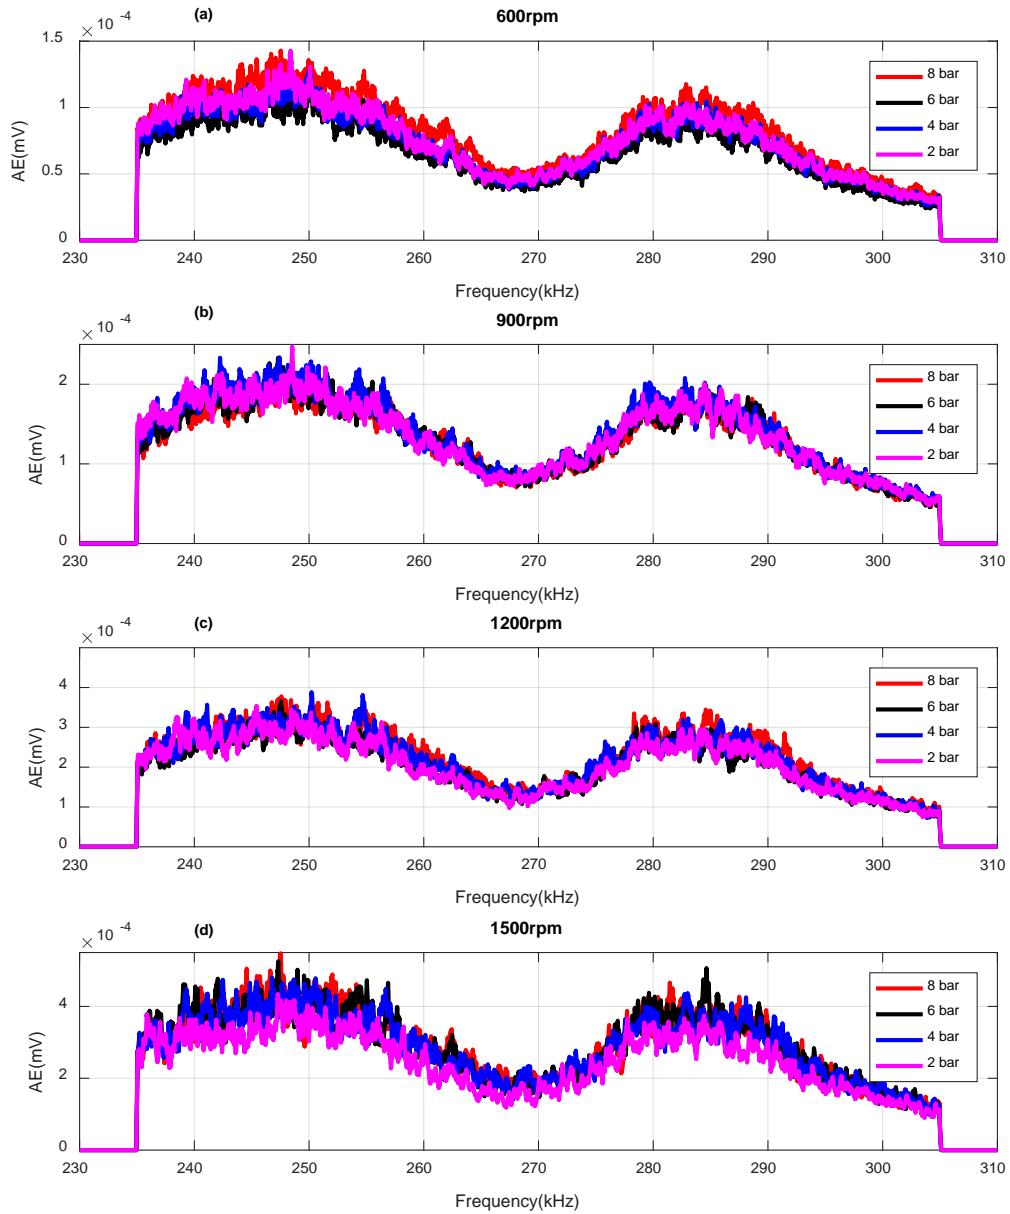 (a)
600rpm
× 10 -4
1.5
1
0.5
0
AE(mV)
8 bar
6 bar
4 bar
2 bar
230 240 250 260 270 280 290 300 310
Frequency(kHz)
(b)
900rpm
× 10 -4
2
1
0
AE(mV)
8 bar
6 bar
4 bar
2 bar
230 240 250 260 270 280 290 300 310
Frequency(kHz)
(c)
1200rpm
× 10 -4
4
3
2
1
0
AE(mV)
8 bar
6 bar
4 bar
2 bar
230 240 250 260 270 280 290 300 310
Frequency(kHz)
(d)
1500rpm
× 10 -4
4
2
0
AE(mV)
8 bar
6 bar
4 bar
2 bar
230 240 250 260 270 280 290 300 310
Frequency(kHz)